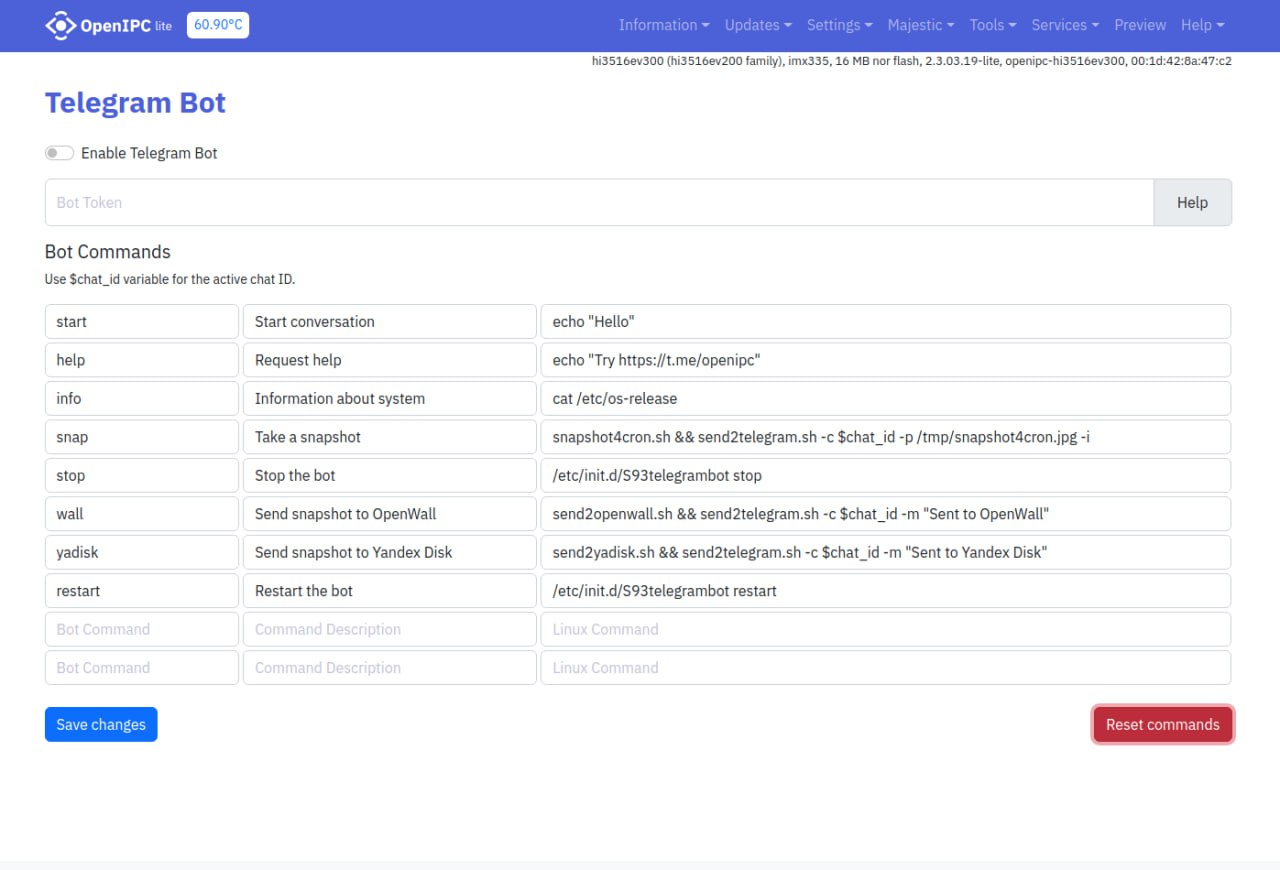 OpenIPC lite 60.90°C Information Updates Settings Majestic Tools Services Preview Help
hi3516ev300 (hi3516ev200 family), imx335, 16 MB nor flash, 2.3.03.19-lite, openipc-hi3516ev300, 00:1d:42:8a:47:c2
Telegram Bot
Enable Telegram Bot
Bot Token Help
Bot Commands
Use $chat_id variable for the active chat ID.
start Start conversation echo "Hello"
help Request help echo "Try https://t.me/openipc"
info Information about system cat /etc/os-release
snap Take a snapshot snapshot4cron.sh && send2telegram.sh -c $chat_id -p /tmp/snapshot4cron.jpg -i
stop Stop the bot /etc/init.d/S93telegrambot stop
wall Send snapshot to OpenWall send2openwall.sh && send2telegram.sh -c $chat_id -m "Sent to OpenWall"
yadisk Send snapshot to Yandex Disk send2yadisk.sh && send2telegram.sh -c $chat_id -m "Sent to Yandex Disk"
restart Restart the bot /etc/init.d/S93telegrambot restart
Bot Command Command Description Linux Command
Bot Command Command Description Linux Command
Save changes Reset commands